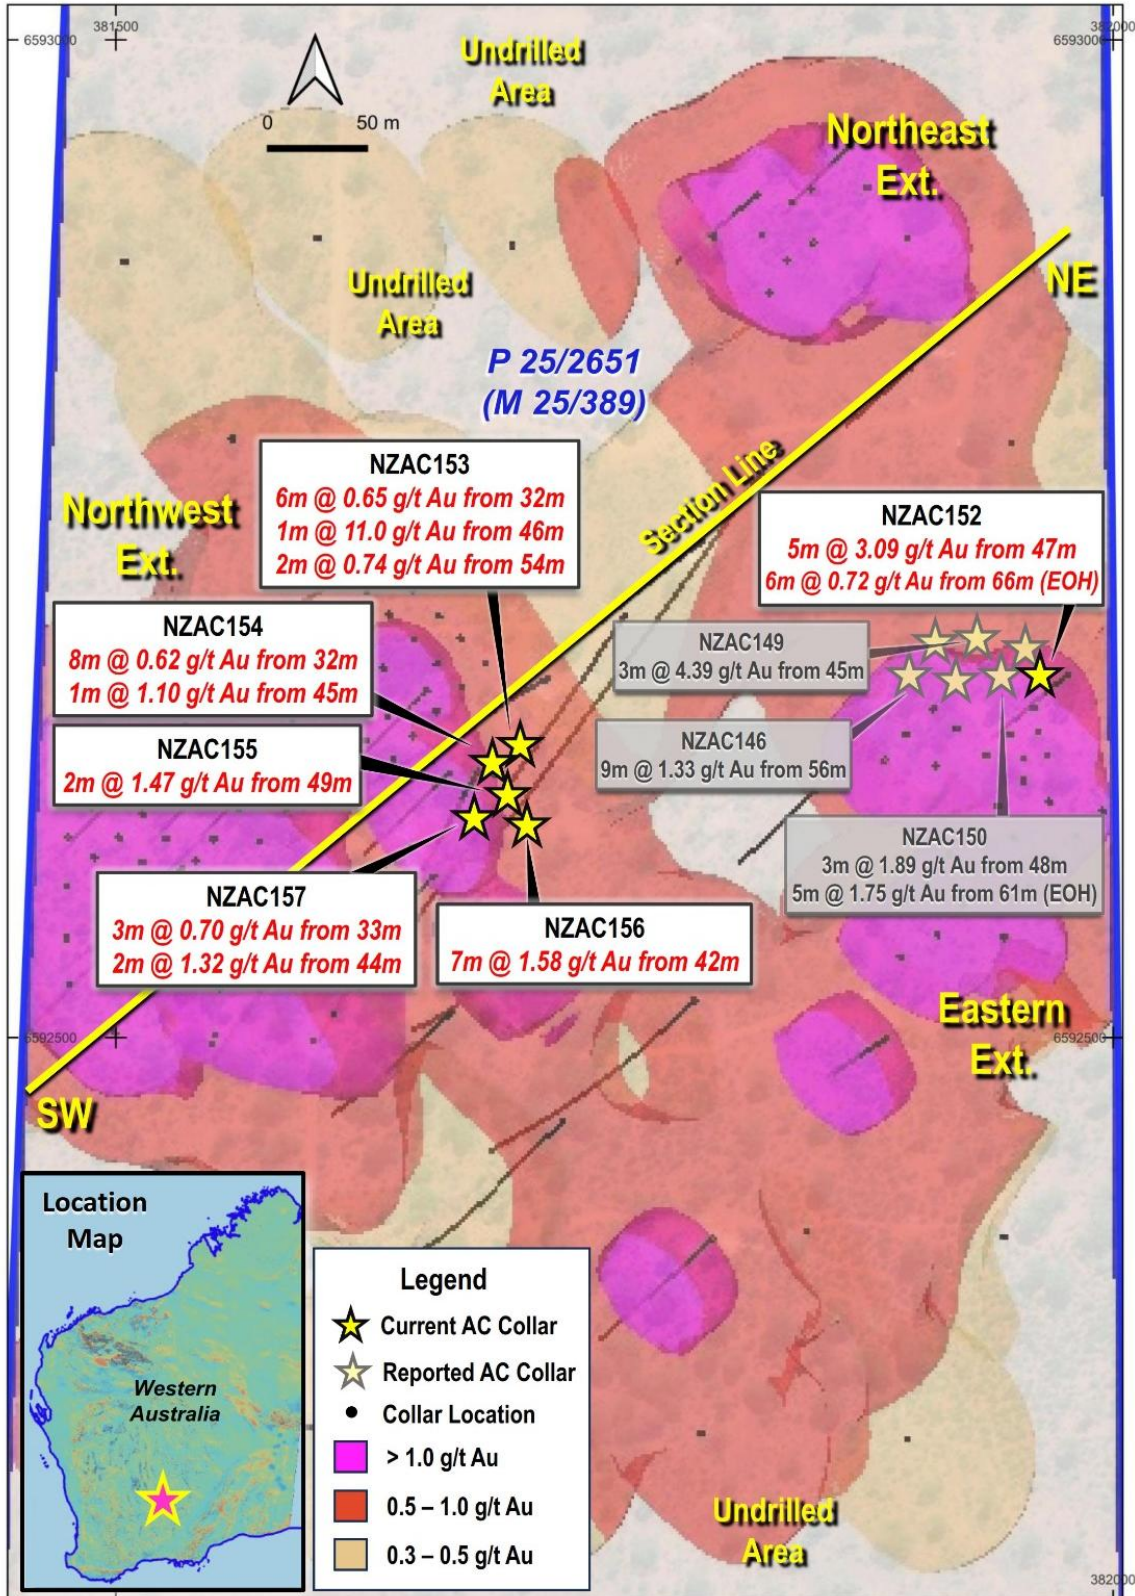 381500
382000
6593000
6593000
Undrilled
Area
0 50 m
Northeast
Ext.
NE
Undrilled
Area
P 25/2651
(M 25/389)
Section Line
NZAC153
6m @ 0.65 g/t Au from 32m
1m @ 11.0 g/t Au from 46m
2m @ 0.74 g/t Au from 54m
Northwest
Ext.
NZAC152
5m @ 3.09 g/t Au from 47m
6m @ 0.72 g/t Au from 66m (EOH)
NZAC154
8m @ 0.62 g/t Au from 32m
1m @ 1.10 g/t Au from 45m
NZAC149
3m @ 4.39 g/t Au from 45m
NZAC155
2m @ 1.47 g/t Au from 49m
NZAC146
9m @ 1.33 g/t Au from 56m
NZAC150
3m @ 1.89 g/t Au from 48m
5m @ 1.75 g/t Au from 61m (EOH)
NZAC157
3m @ 0.70 g/t Au from 33m
2m @ 1.32 g/t Au from 44m
NZAC156
7m @ 1.58 g/t Au from 42m
Eastern
Ext.
6592500
6592500
SW
Location
Map
Western
Australia
Legend
Current AC Collar
Reported AC Collar
Collar Location
> 1.0 g/t Au
0.5 – 1.0 g/t Au
0.3 – 0.5 g/t Au
Undrilled
Area
382000